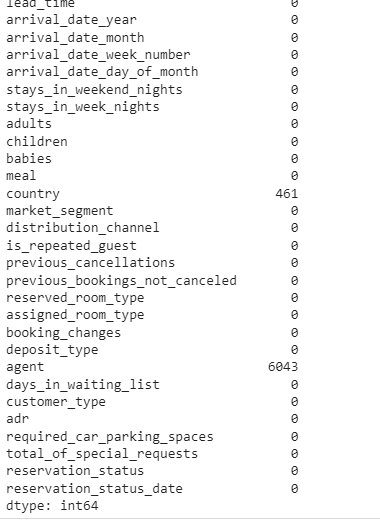 lead_time 0
arrival_date_year 0
arrival_date_month 0
arrival_date_week_number 0
arrival_date_day_of_month 0
stays_in_weekend_nights 0
stays_in_week_nights 0
adults 0
children 0
babies 0
meal 0
country 461
market_segment 0
distribution_channel 0
is_repeated_guest 0
previous_cancellations 0
previous_bookings_not_canceled 0
reserved_room_type 0
assigned_room_type 0
booking_changes 0
deposit_type 0
agent 6043
days_in_waiting_list 0
customer_type 0
adr 0
required_car_parking_spaces 0
total_of_special_requests 0
reservation_status 0
reservation_status_date 0
dtype: int64